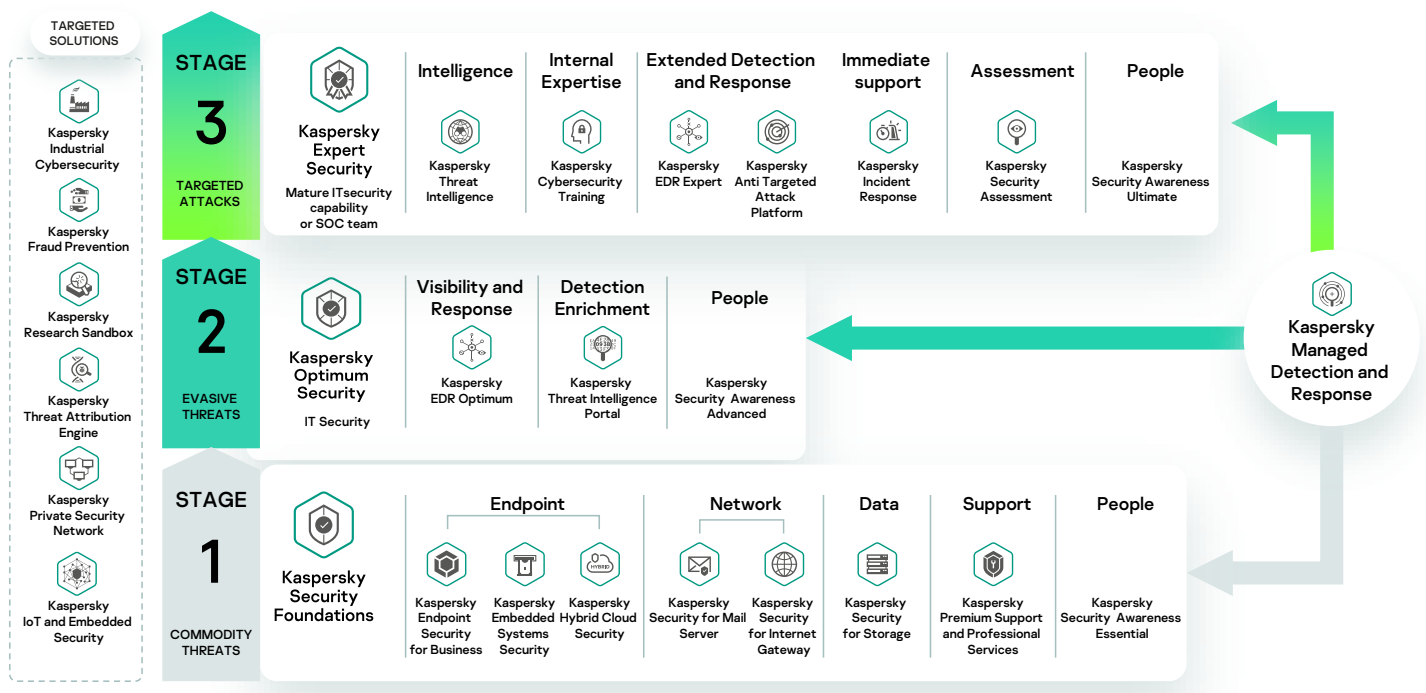 TARGETED
SOLUTIONS
Kaspersky
Industrial
Cybersecurity
Kaspersky
Fraud Prevention
Kaspersky
Research Sandbox
Kaspersky
Threat Attribution
Engine
Kaspersky
Private Security
Network
Kaspersky
IoT and Embedded
Security
STAGE
3
TARGETED
ATTACKS
Kaspersky
Expert
Security
Mature ITsecurity
capability
or SOC team
Intelligence
Kaspersky
Threat
Intelligence
Internal
Expertise
Kaspersky
Cybersecurity
Training
Extended Detection
and Response
Kaspersky
EDR Expert
Kaspersky
Anti Targeted
Attack
Platform
Immediate
support
Kaspersky
Incident
Response
Assessment
Kaspersky
Security
Assessment
People
Kaspersky
Security Awareness
Ultimate
STAGE
2
EVASIVE
THREATS
Kaspersky
Optimum
Security
IT Security
Visibility and
Response
Kaspersky
EDR Optimum
Detection
Enrichment
Kaspersky
Threat Intelligence
Portal
People
Kaspersky
Security Awareness
Advanced
Kaspersky
Managed
Detection and
Response
STAGE
1
COMMODITY
THREATS
Kaspersky
Security
Foundations
Endpoint
Kaspersky
Endpoint
Security
for Business
Kaspersky
Embedded
Systems
Security
HYBRID
Kaspersky
Hybrid Cloud
Security
Network
Kaspersky
Security for Mail
Server
Kaspersky
Security
for Internet
Gateway
Data
Kaspersky
Security
for Storage
Support
Kaspersky
Premium Support
and Professional
Services
People
Kaspersky
Security Awareness
Essential